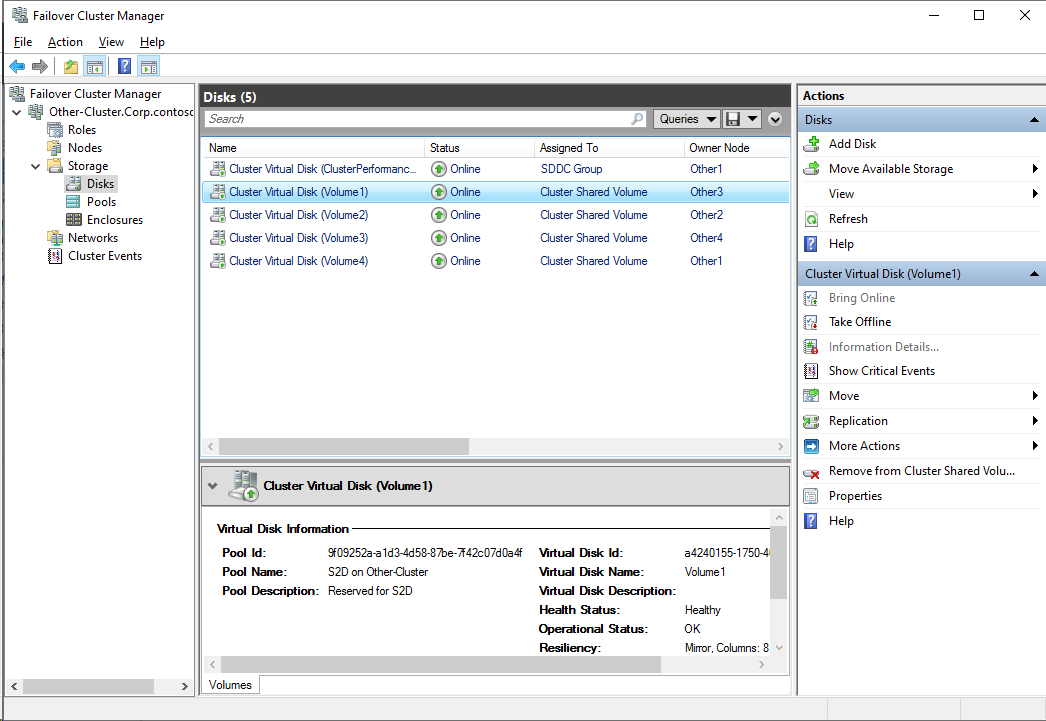 Failover Cluster Manager
File Action View Help
Failover Cluster Manager
Other-Cluster.Corp.contoso
Roles
Nodes
Storage
Disks
Pools
Enclosures
Networks
Cluster Events
Disks (5)
Search
Queries
Name Status Assigned To Owner Node
Cluster Virtual Disk (ClusterPerformanc... Online SDDC Group Other1
Cluster Virtual Disk (Volume1) Online Cluster Shared Volume Other3
Cluster Virtual Disk (Volume2) Online Cluster Shared Volume Other2
Cluster Virtual Disk (Volume3) Online Cluster Shared Volume Other4
Cluster Virtual Disk (Volume4) Online Cluster Shared Volume Other1
Cluster Virtual Disk (Volume1)
Virtual Disk Information
Pool Id: 9f09252a-a1d3-4d58-87be-7f42c07d0a4f Virtual Disk Id: a4240155-1750-4
Pool Name: S2D on Other-Cluster Virtual Disk Name: Volume1
Pool Description: Reserved for S2D Virtual Disk Description:
Health Status: Healthy
Operational Status: OK
Resiliency: Mirror, Columns: 8
Volumes
Actions
Disks
Add Disk
Move Available Storage
View
Refresh
Help
Cluster Virtual Disk (Volume1)
Bring Online
Take Offline
Information Details...
Show Critical Events
Move
Replication
More Actions
Remove from Cluster Shared Volu...
Properties
Help